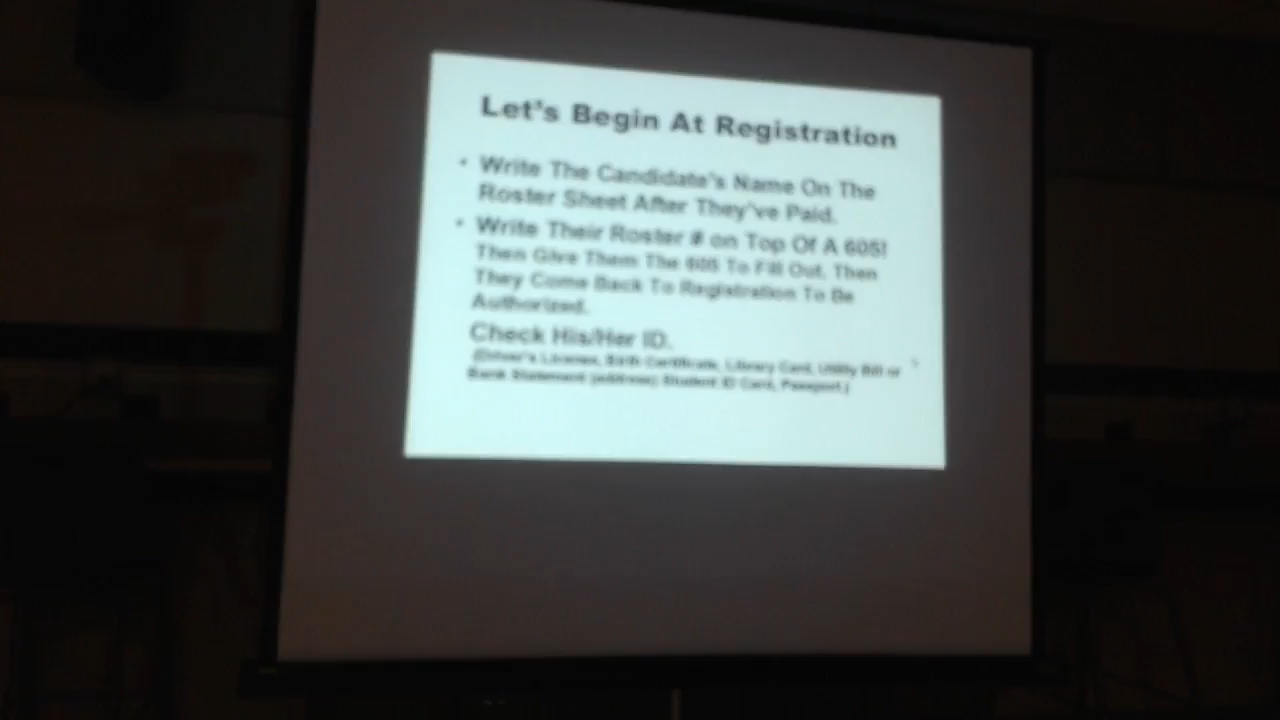 Let's Begin At Registration
• Write The Candidate's Name On The
Roster Sheet After They've Paid.
• Write Their Roster # on Top Of A 605!
Then Give Them The 605 To Fill Out. Then
They Come Back To Registration To Be
Authorized.
Check His/Her ID.
(Driver's License, Birth Certificate, Library Card, Utility Bill or
Bank Statement (address) Student ID Card, Passport.)